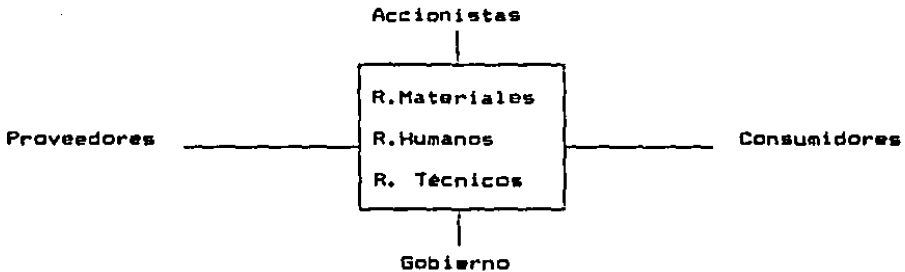 Accionistas
R.Materiales
Proveedores R.Humanos Consumidores
R. Técnicos
Gobierno